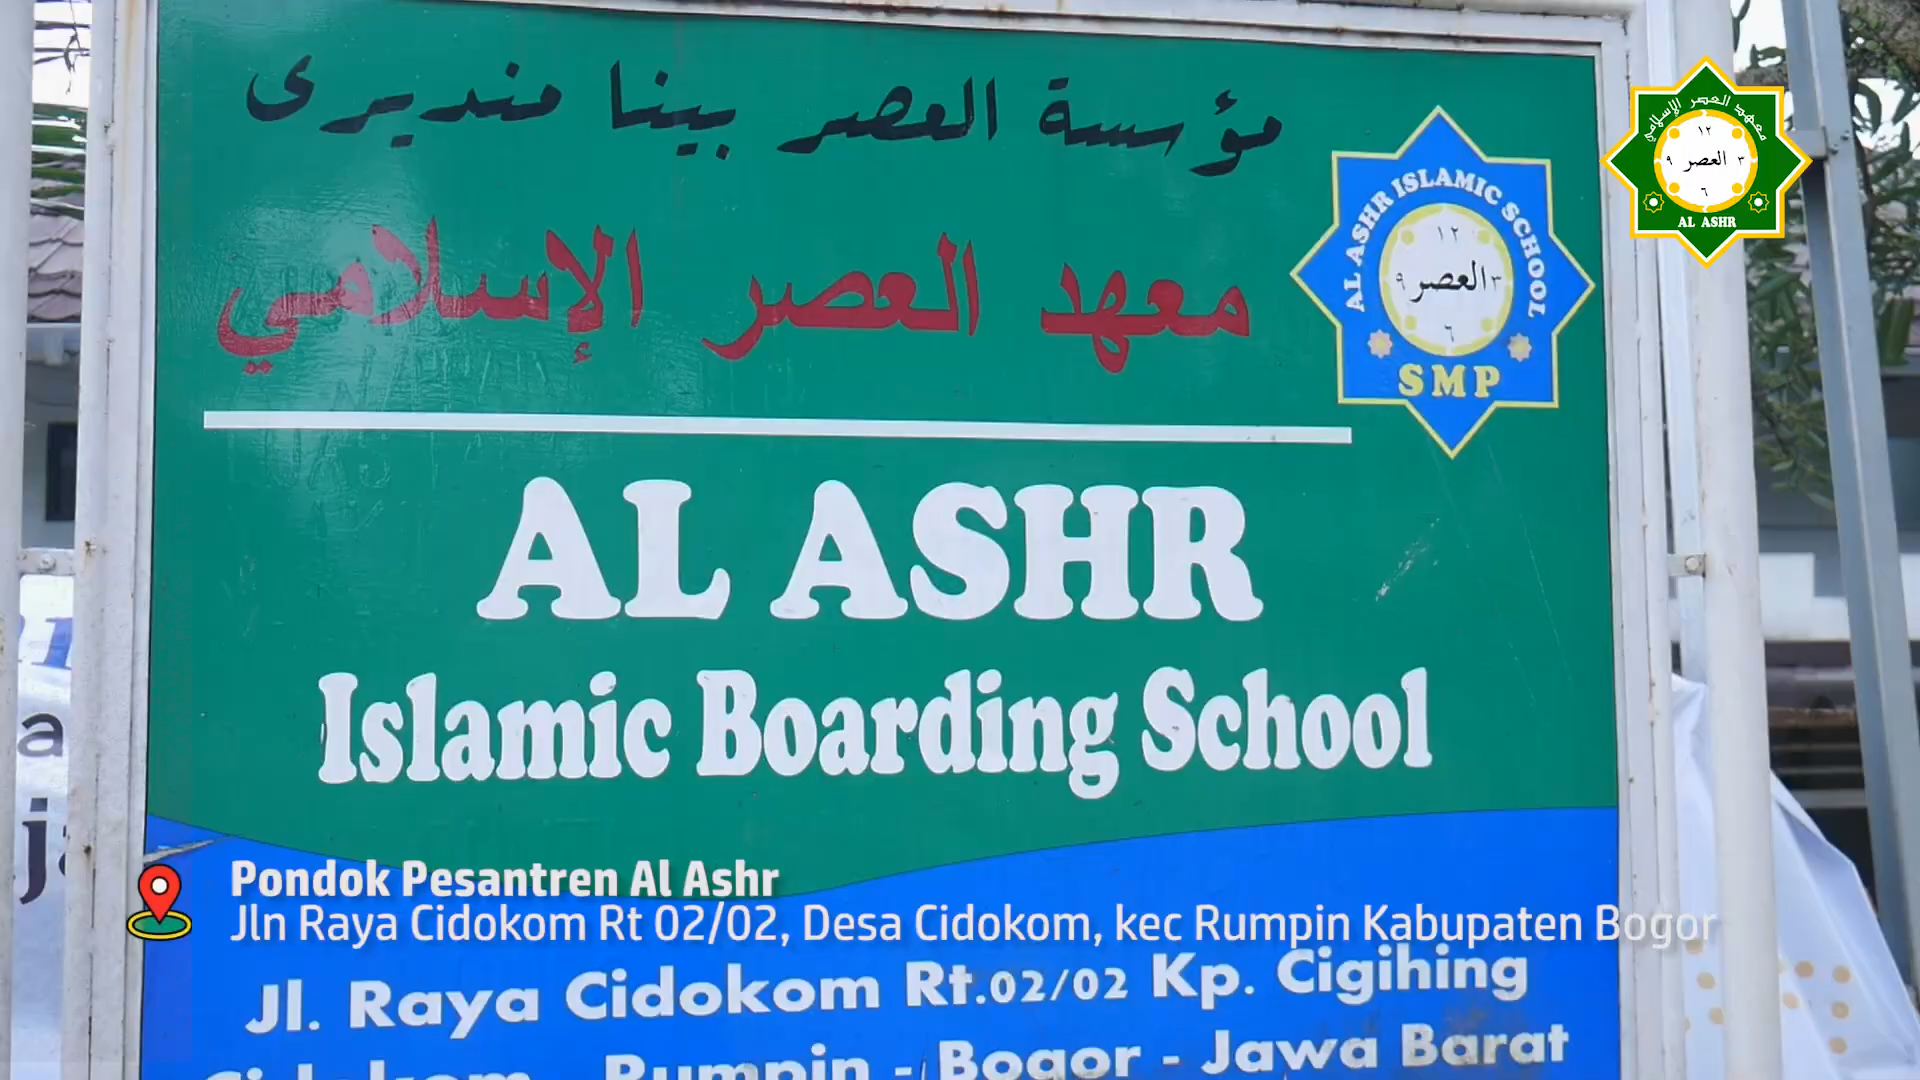 مؤسسة العصر بينا منديرى
معهد العصر الإسلامي
AL ASHR ISLAMIC SCHOOL
١٢
٩ العصر ٣
٦
SMP
معهد العصر الإسلامي
١٢
٩ العصر ٣
٦
AL ASHR
AL ASHR
Islamic Boarding School
Pondok Pesantren Al Ashr
Jln Raya Cidokom Rt 02/02, Desa Cidokom, kec Rumpin Kabupaten Bogor
Jl. Raya Cidokom Rt.02/02 Kp. Cigihing
Cidokom - Rumpin - Bogor - Jawa Barat